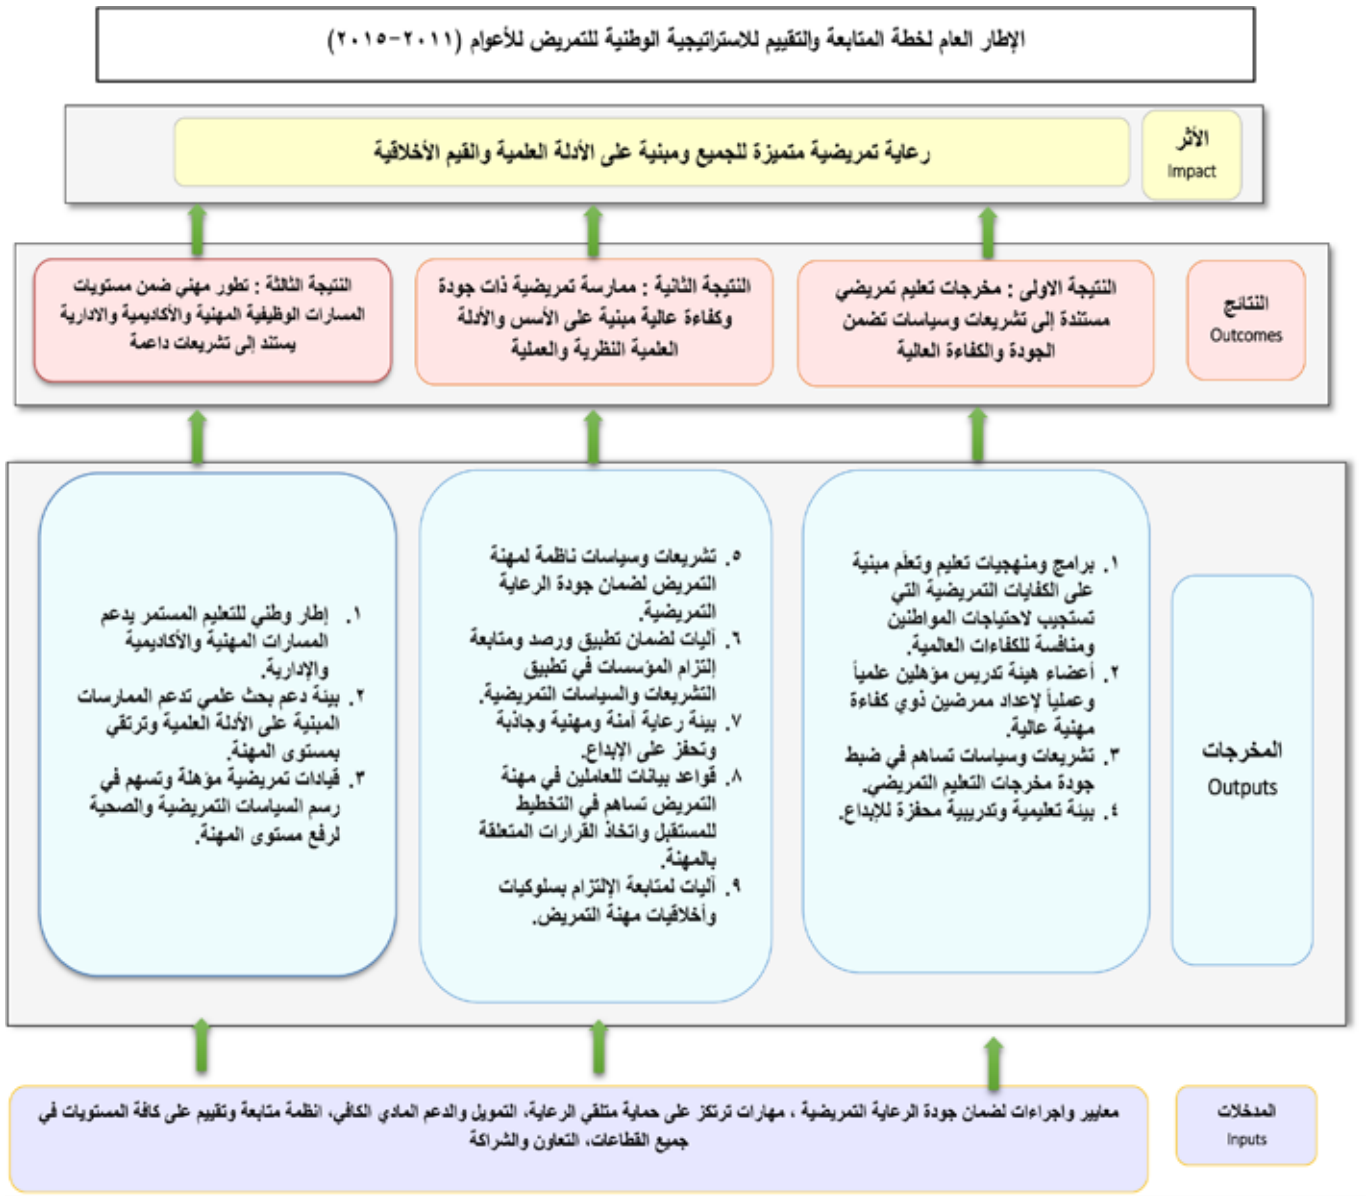 الإطار العام لخطة المتابعة والتقييم للاستراتيجية الوطنية للتمريض للأعوام (٢٠١١-٢٠١٥)
الأثر
Impact
رعاية تمريضية متميزة للجميع ومبنية على الأدلة العلمية والقيم الأخلاقية
النتائج
Outcomes
النتيجة الاولى : مخرجات تعليم تمريضي
مستندة إلى تشريعات وسياسات تضمن
الجودة والكفاءة العالية
النتيجة الثانية : ممارسة تمريضية ذات جودة
وكفاءة عالية مبنية على الأسس والأدلة
العلمية النظرية والعملية
النتيجة الثالثة : تطور مهني ضمن مستويات
المسارات الوظيفية المهنية والأكاديمية والادارية
يستند إلى تشريعات داعمة
المخرجات
Outputs
١. برامج ومنهجيات تعليم وتعلّم مبنية
على الكفايات التمريضية التي
تستجيب لاحتياجات المواطنين
ومنافسة للكفاءات العالمية.
٢. أعضاء هيئة تدريس مؤهلين علمياً
وعملياً لإعداد ممرضين ذوي كفاءة
مهنية عالية.
٣. تشريعات وسياسات تساهم في ضبط
جودة مخرجات التعليم التمريضي.
٤. بيئة تعليمية وتدريبية محفزة للإبداع.
٥. تشريعات وسياسات ناظمة لمهنة
التمريض لضمان جودة الرعاية
التمريضية.
٦. آليات لضمان تطبيق ورصد ومتابعة
إلتزام المؤسسات في تطبيق
التشريعات والسياسات التمريضية.
٧. بيئة رعاية آمنة ومهنية وجاذبة
وتحفز على الإبداع.
٨. قواعد بيانات للعاملين في مهنة
التمريض تساهم في التخطيط
للمستقبل واتخاذ القرارات المتعلقة
بالمهنة.
٩. آليات لمتابعة الإلتزام بسلوكيات
وأخلاقيات مهنة التمريض.
١. إطار وطني للتعليم المستمر يدعم
المسارات المهنية والأكاديمية
والإدارية.
٢. بيئة دعم بحث علمي تدعم الممارسات
المبنية على الأدلة العلمية وترتقي
بمستوى المهنة.
٣. قيادات تمريضية مؤهلة وتسهم في
رسم السياسات التمريضية والصحية
لرفع مستوى المهنة.
المدخلات
Inputs
معايير واجراءات لضمان جودة الرعاية التمريضية ، مهارات ترتكز على حماية متلقي الرعاية، التمويل والدعم المادي الكافي، انظمة متابعة وتقييم على كافة المستويات في
جميع القطاعات، التعاون والشراكة